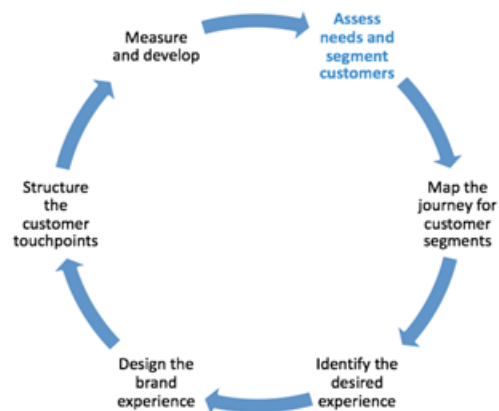 Assess
needs and
segment
customers
Map the
journey for
customer
segments
Identify the
desired
experience
Design the
brand
experience
Structure
the
customer
touchpoints
Measure
and develop